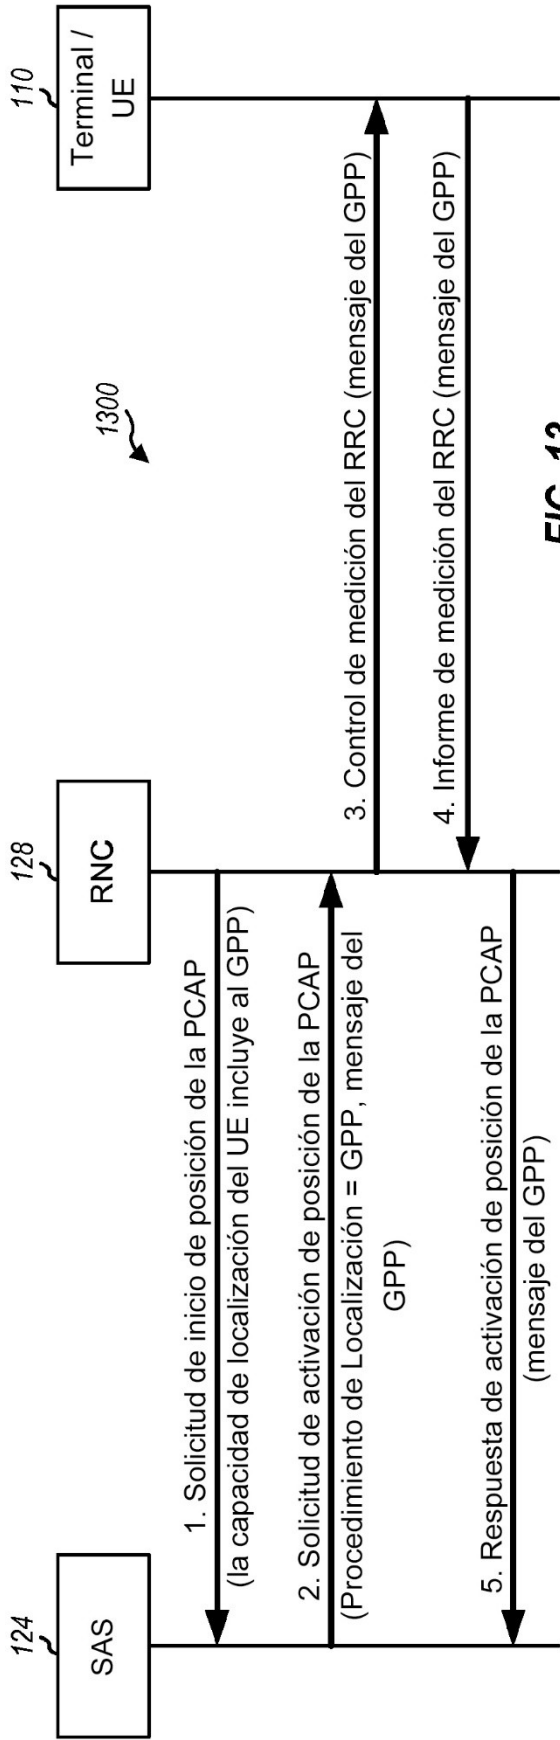 124
SAS
128
RNC
110
Terminal /
UE
1300
1. Solicitud de inicio de posición de la PCAP
(la capacidad de localización del UE incluye al GPP)
2. Solicitud de activación de posición de la PCAP
(Procedimiento de Localización = GPP, mensaje del
GPP)
3. Control de medición del RRC (mensaje del GPP)
4. Informe de medición del RRC (mensaje del GPP)
5. Respuesta de activación de posición de la PCAP
(mensaje del GPP)